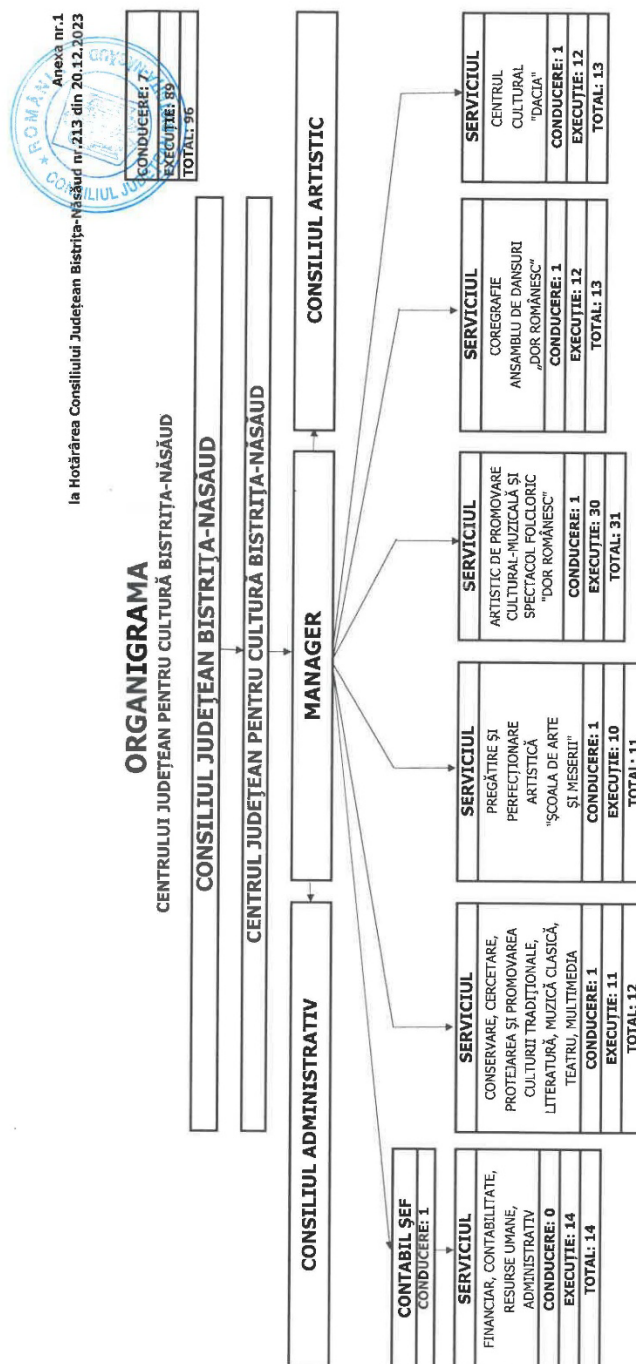 Anexa nr.1
la Hotărârea Consiliului Județean Bistrița-Năsăud nr.213 din 20.12.2023
CONDUCERE: 7
EXECUȚIE: 89
TOTAL: 96
ROMÂNIA
CONSILIUL JUDEȚEAN
ORGANIGRAMA
CENTRULUI JUDEȚEAN PENTRU CULTURĂ BISTRIȚA-NĂSĂUD
CONSILIUL JUDEȚEAN BISTRIȚA-NĂSĂUD
CENTRUL JUDEȚEAN PENTRU CULTURĂ BISTRIȚA-NĂSĂUD
CONSILIUL ADMINISTRATIV
MANAGER
CONSILIUL ARTISTIC
CONTABIL ȘEF
CONDUCERE: 1
SERVICIUL
FINANCIAR, CONTABILITATE,
RESURSE UMANE,
ADMINISTRATIV
CONDUCERE: 0
EXECUȚIE: 14
TOTAL: 14
SERVICIUL
CONSERVARE, CERCETARE,
PROTEJAREA ȘI PROMOVAREA
CULTURII TRADIȚIONALE,
LITERATURĂ, MUZICĂ CLASICĂ,
TEATRU, MULTIMEDIA
CONDUCERE: 1
EXECUȚIE: 11
TOTAL: 12
SERVICIUL
PREGĂTIRE ȘI
PERFECȚIONARE
ARTISTICĂ
"ȘCOALA DE ARTE
ȘI MESERII"
CONDUCERE: 1
EXECUȚIE: 10
TOTAL: 11
SERVICIUL
ARTISTIC DE PROMOVARE
CULTURAL-MUZICALĂ ȘI
SPECTACOL FOLCLORIC
"DOR ROMÂNESC"
CONDUCERE: 1
EXECUȚIE: 30
TOTAL: 31
SERVICIUL
COREGRAFIE
ANSAMBLU DE DANSURI
„DOR ROMÂNESC"
CONDUCERE: 1
EXECUȚIE: 12
TOTAL: 13
SERVICIUL
CENTRUL
CULTURAL
"DACIA"
CONDUCERE: 1
EXECUȚIE: 12
TOTAL: 13